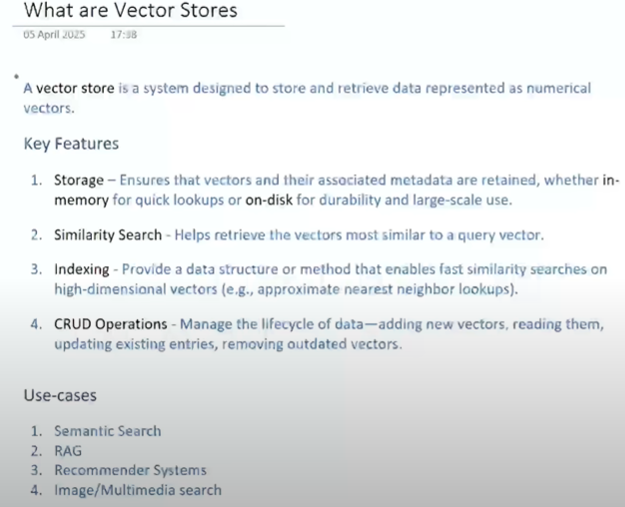 What are Vector Stores
05 April 2025 17:38
A vector store is a system designed to store and retrieve data represented as numerical
vectors.
Key Features
1. Storage – Ensures that vectors and their associated metadata are retained, whether in-
memory for quick lookups or on-disk for durability and large-scale use.
2. Similarity Search - Helps retrieve the vectors most similar to a query vector.
3. Indexing - Provide a data structure or method that enables fast similarity searches on
high-dimensional vectors (e.g., approximate nearest neighbor lookups).
4. CRUD Operations - Manage the lifecycle of data—adding new vectors, reading them,
updating existing entries, removing outdated vectors.
Use-cases
1. Semantic Search
2. RAG
3. Recommender Systems
4. Image/Multimedia search